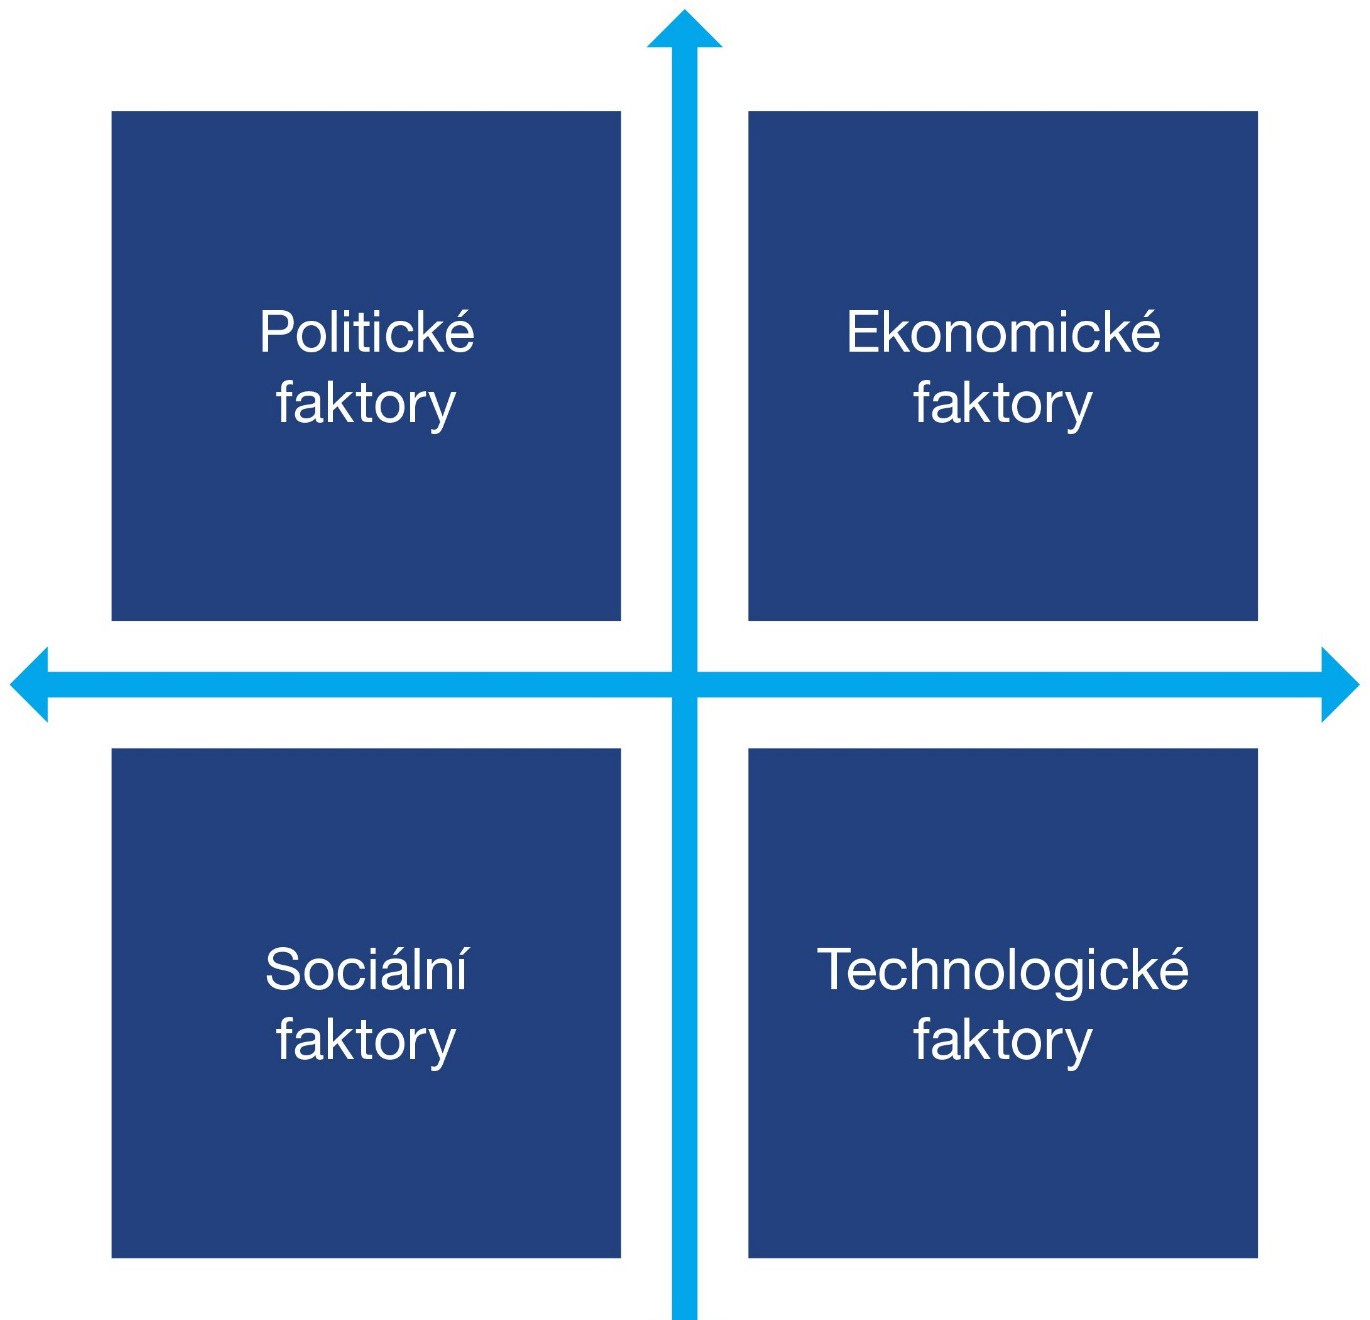 Politické
faktory
Ekonomické
faktory
Sociální
faktory
Technologické
faktory